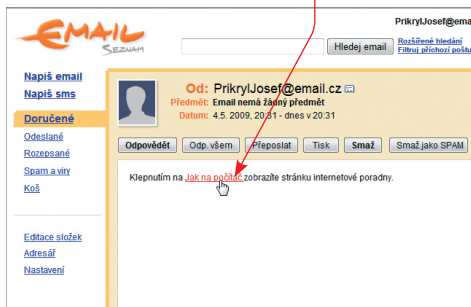 EMAIL
SEZNAM
PrikrylJosef@ema
Hledej email
Rozšířené hledání
Filtruj příchozí poštu
Napiš email
Napiš sms
Doručené
Odeslané
Rozepsané
Spam a viry
Koš
Editace složek
Adresář
Nastavení
Od: PrikrylJosef@email.cz
Předmět: Email nemá žádný předmět
Datum: 4.5. 2009, 20:31 - dnes v 20:31
Odpovědět Odp. všem Přeposlat Tisk Smaž Smaž jako SPAM
Klepnutím na Jak na počítač zobrazíte stránku internetové poradny.